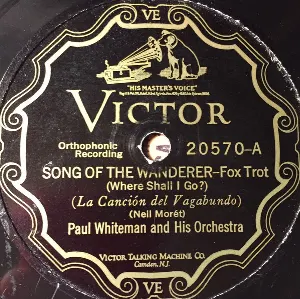 VE
"HIS MASTER'S VOICE"
VICTOR
Orthophonic
Recording
20570-A
SONG OF THE WANDERER-Fox Trot
(Where Shall I Go?)
(La Canción del Vagabundo)
(Neil Morét)
Paul Whiteman and His Orchestra
VICTOR TALKING MACHINE CO.
Camden, N.J.
VE